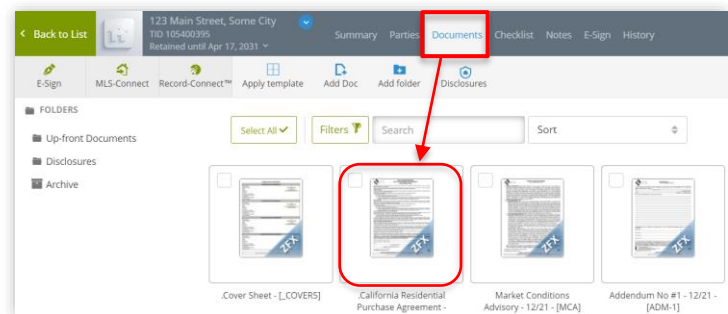 Back to List
123 Main Street, Some City
TID 105400395
Retained until Apr 17, 2031
Summary Parties Documents Checklist Notes E-Sign History
E-Sign MLS-Connect Record-Connect™ Apply template Add Doc Add folder Disclosures
FOLDERS
Up-front Documents
Disclosures
Archive
Select All Filters Search Sort
ZFX ZFX ZFX ZFX
.Cover Sheet - [_COVERS]
.California Residential
Purchase Agreement -
Market Conditions
Advisory - 12/21 - [MCA]
Addendum No #1 - 12/21 -
[ADM-1]